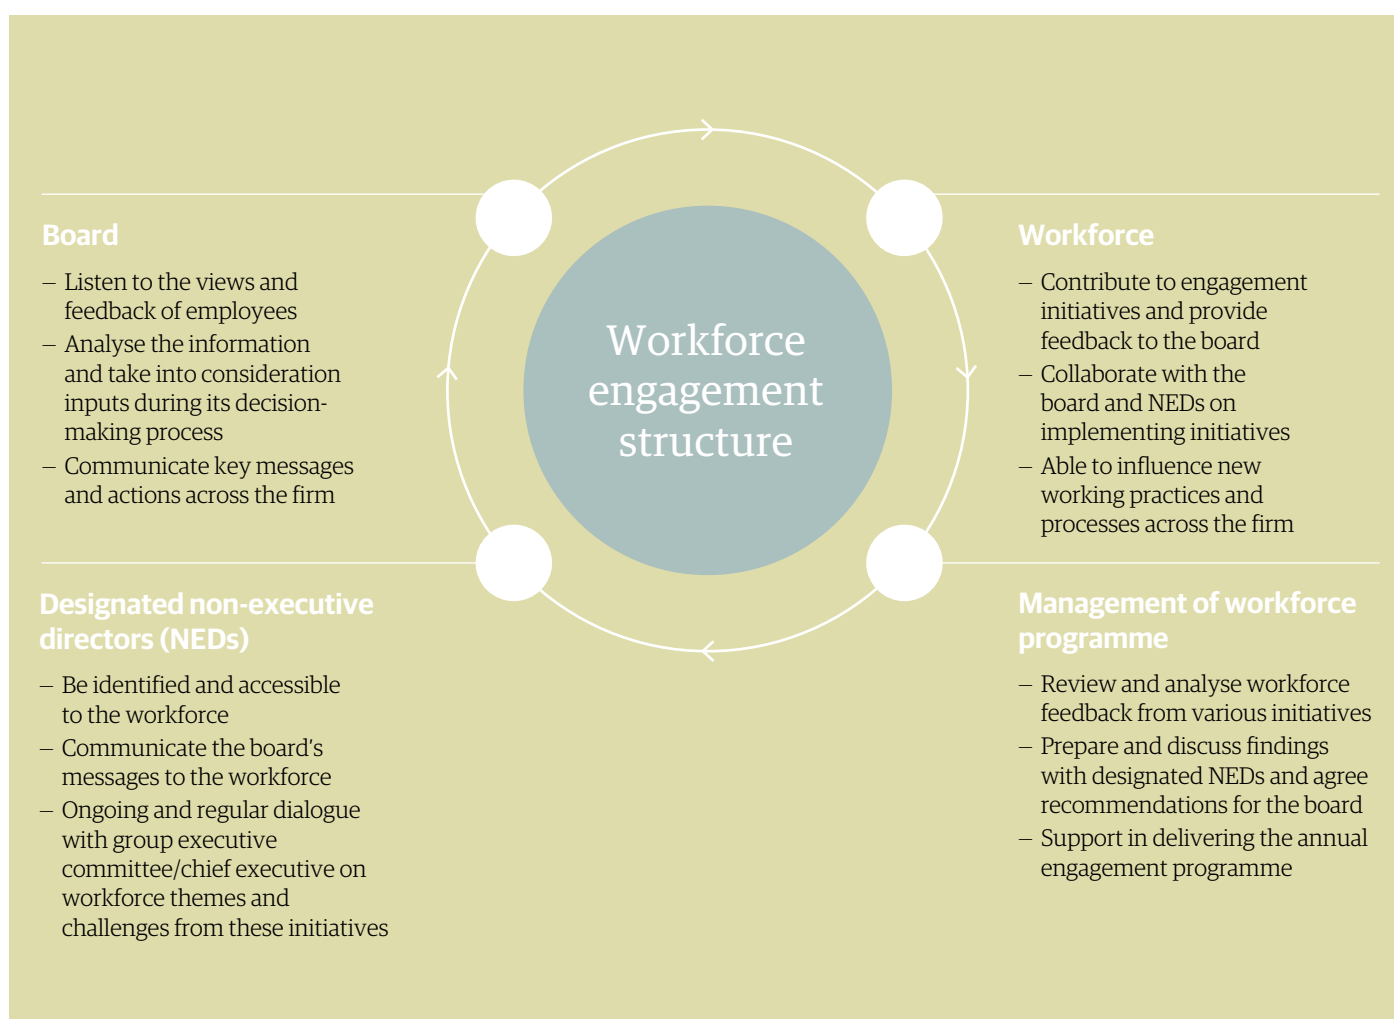 Workforce
engagement
structure
Board
– Listen to the views and
feedback of employees
– Analyse the information
and take into consideration
inputs during its decision-
making process
– Communicate key messages
and actions across the firm
Workforce
– Contribute to engagement
initiatives and provide
feedback to the board
– Collaborate with the
board and NEDs on
implementing initiatives
– Able to influence new
working practices and
processes across the firm
Designated non-executive
directors (NEDs)
– Be identified and accessible
to the workforce
– Communicate the board’s
messages to the workforce
– Ongoing and regular dialogue
with group executive
committee/chief executive on
workforce themes and
challenges from these initiatives
Management of workforce
programme
– Review and analyse workforce
feedback from various initiatives
– Prepare and discuss findings
with designated NEDs and agree
recommendations for the board
– Support in delivering the annual
engagement programme